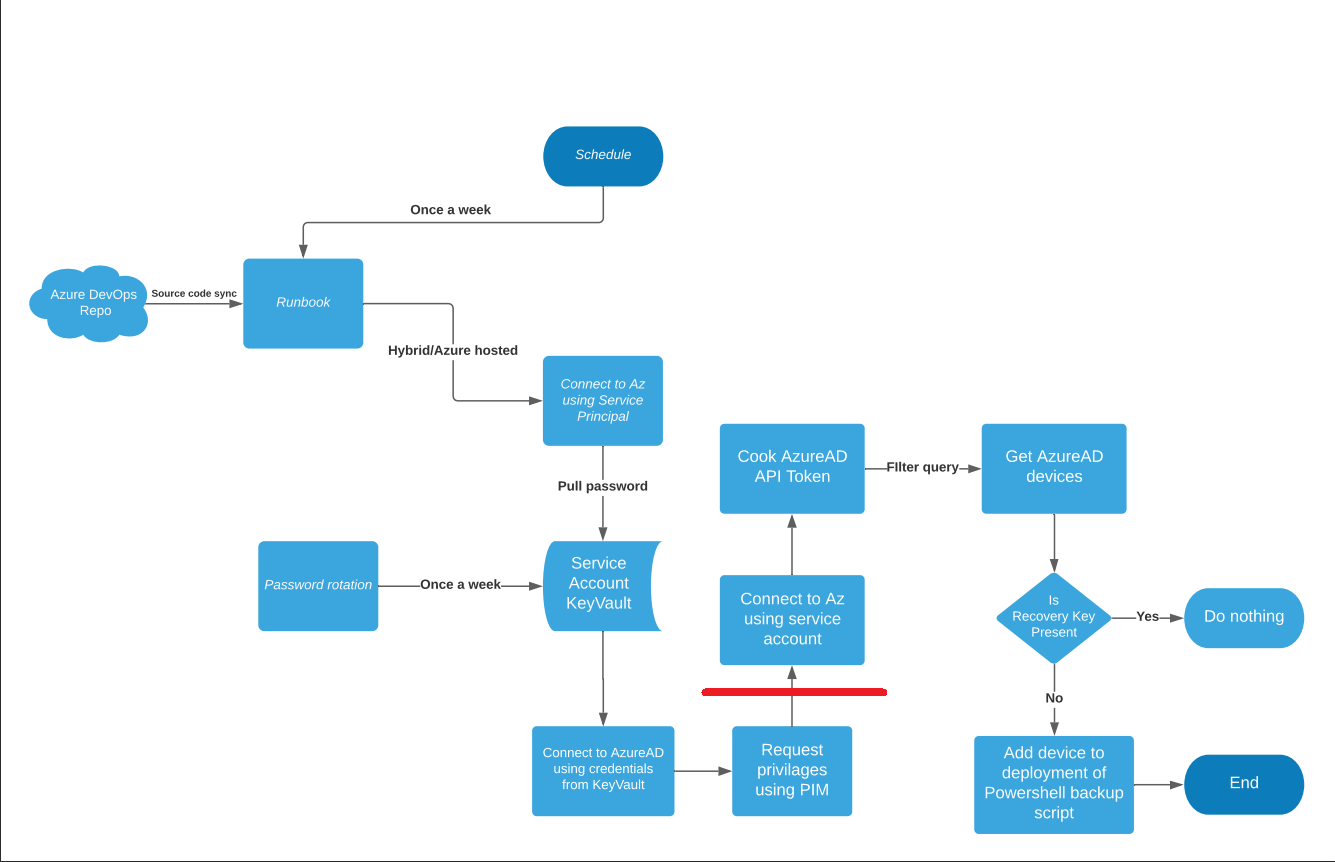 Schedule
Once a week
Azure DevOps
Repo
Source code sync
Runbook
Hybrid/Azure hosted
Connect to Az
using Service
Principal
Pull password
Password rotation
Once a week
Service
Account
KeyVault
Connect to AzureAD
using credentials
from KeyVault
Request
privilages
using PIM
Connect to Az
using service
account
Cook AzureAD
API Token
FIlter query
Get AzureAD
devices
Is
Recovery Key
Present
Yes
Do nothing
No
Add device to
deployment of
Powershell backup
script
End